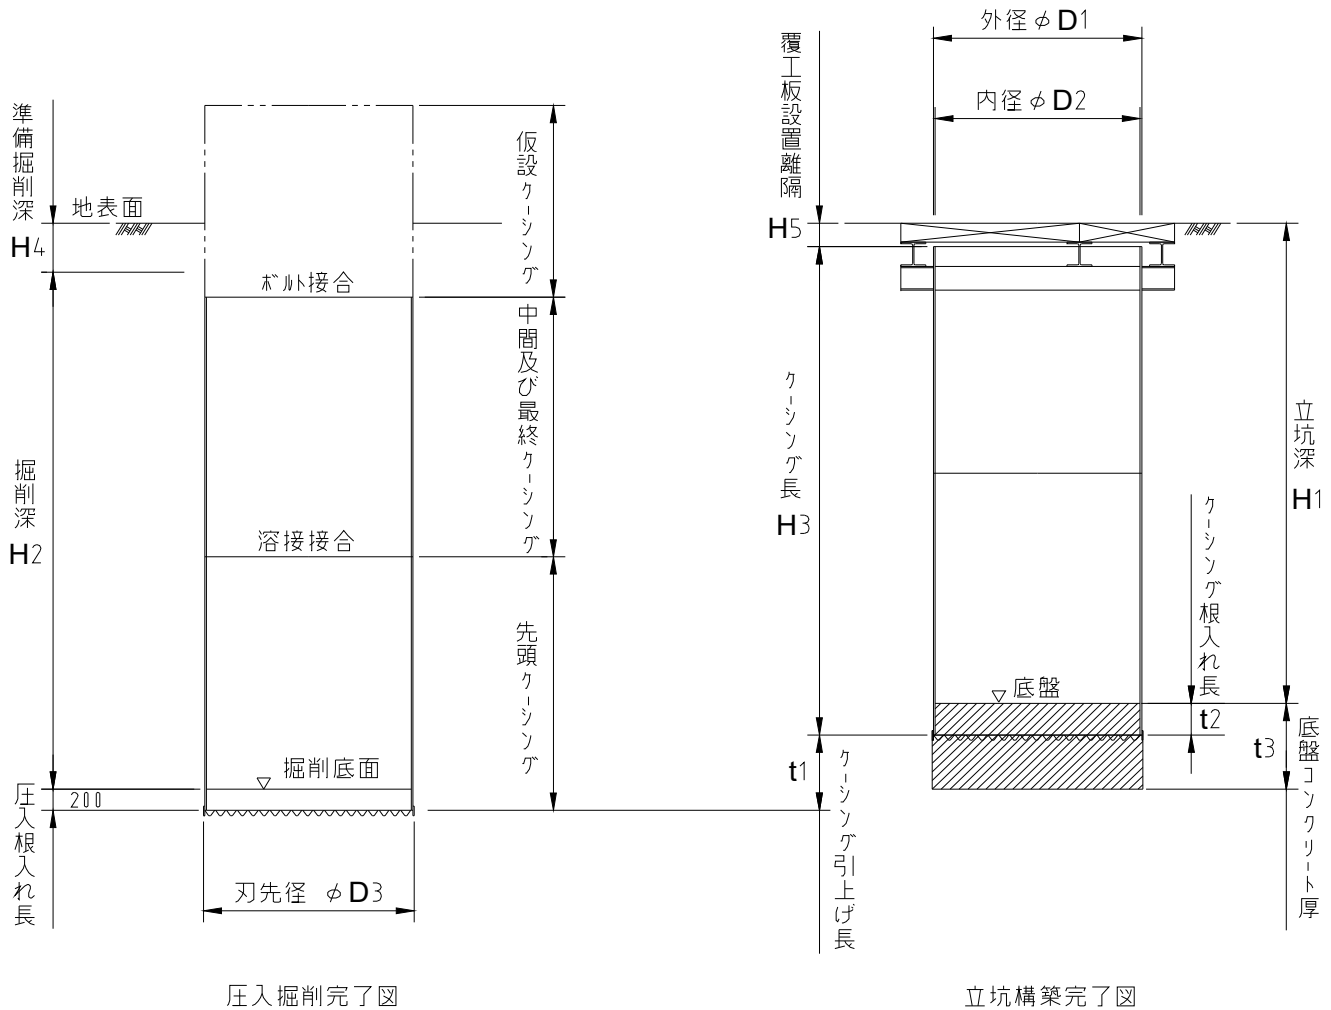 準備掘削深
H4
地表面
掘削深
H2
圧入根入れ長
200
ﾎﾞﾙﾄ接合
溶接接合
掘削底面
刃先径 φD3
仮設ｹｰｼﾝｸﾞ
中間及び最終ｹｰｼﾝｸﾞ
先頭ｹｰｼﾝｸﾞ
圧入掘削完了図
外径φD1
内径φD2
覆工板設置離隔
H5
ｹｰｼﾝｸﾞ長
H3
t1
ｹｰｼﾝｸﾞ引上げ長
底盤
ｹｰｼﾝｸﾞ根入れ長
t2
立坑深
H1
t3
底盤ｺﾝｸﾘｰﾄ厚
立坑構築完了図